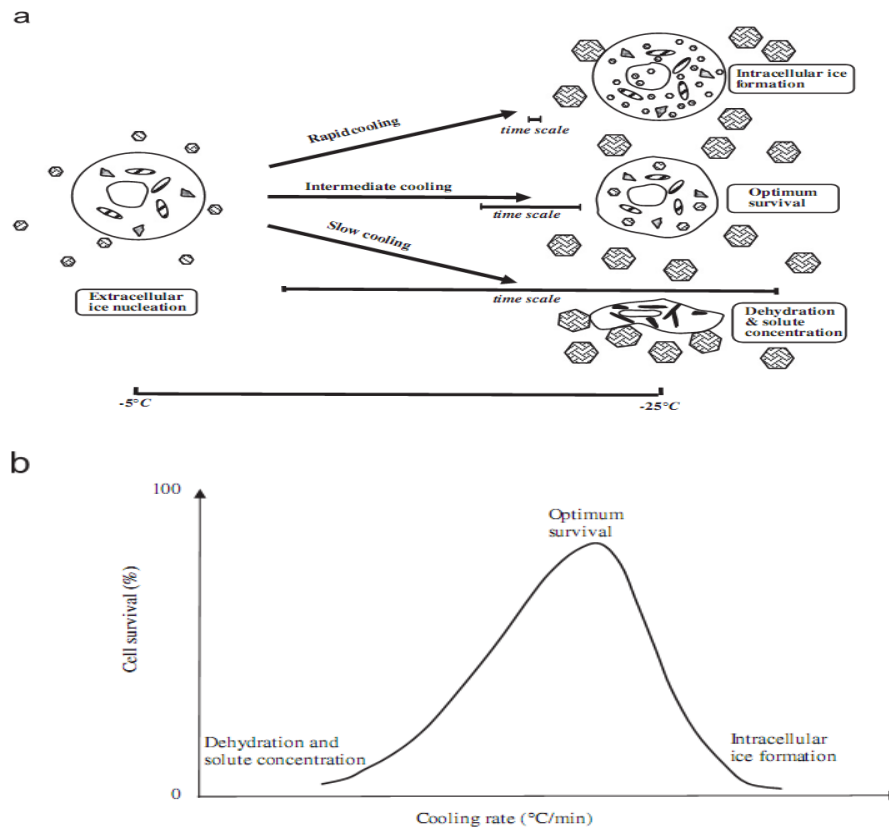 a
Rapid cooling
time scale
Intracellular ice
formation
Intermediate cooling
time scale
Optimum
survival
Slow cooling
time scale
Extracellular
ice nucleation
Dehydration
& solute
concentration
-5°C
-25°C
b
100
Optimum
survival
Cell survival (%)
Dehydration and
solute concentration
Intracellular
ice formation
0
Cooling rate (°C/min)